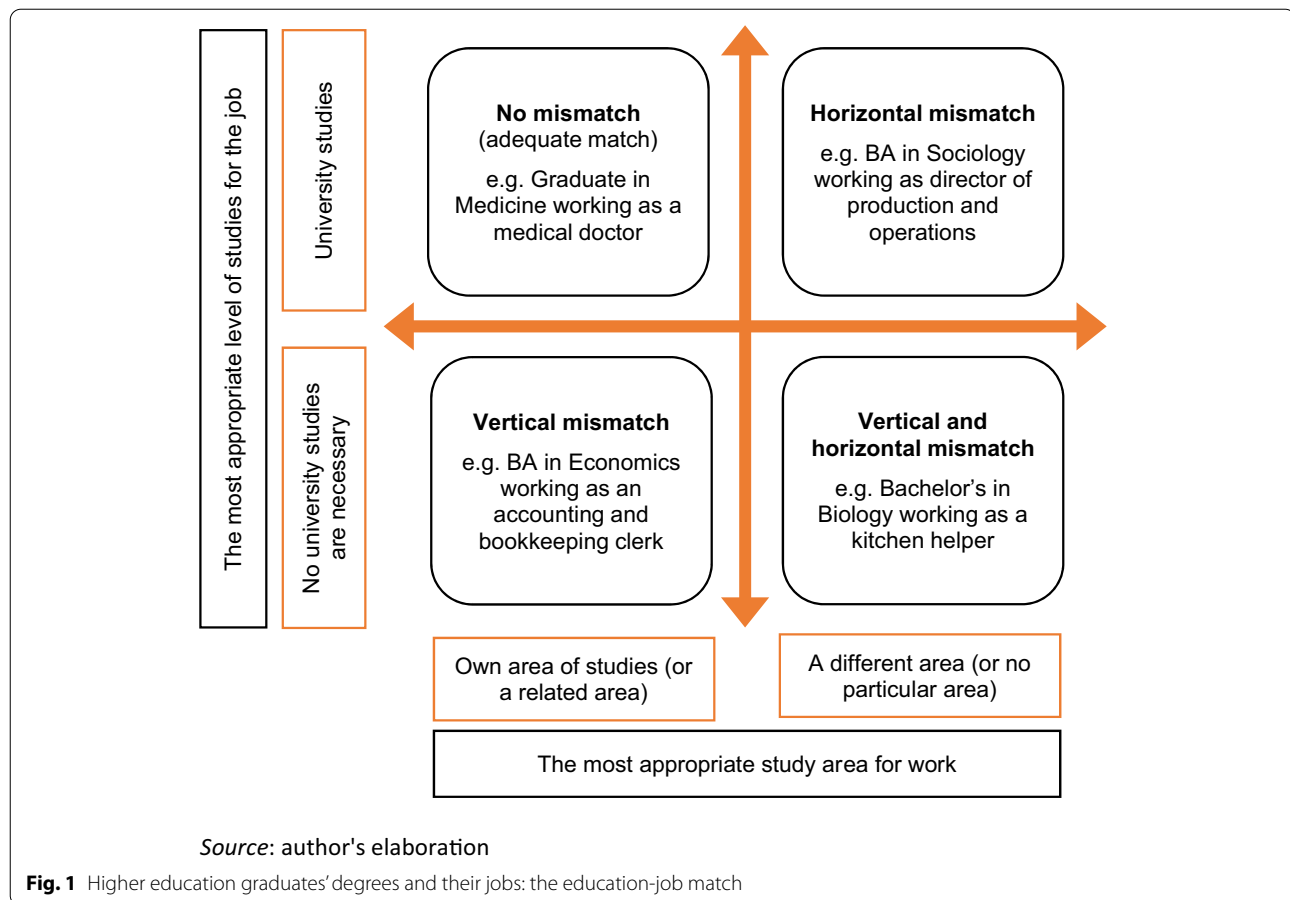 The most appropriate level of studies for the job
University studies
No mismatch
(adequate match)
e.g. Graduate in
Medicine working as a
medical doctor
Horizontal mismatch
e.g. BA in Sociology
working as director of
production and
operations
No university studies
are necessary
Vertical mismatch
e.g. BA in Economics
working as an
accounting and
bookkeeping clerk
Vertical and
horizontal mismatch
e.g. Bachelor’s in
Biology working as a
kitchen helper
Own area of studies (or
a related area)
A different area (or no
particular area)
The most appropriate study area for work
Source: author's elaboration
Fig. 1 Higher education graduates’ degrees and their jobs: the education-job match